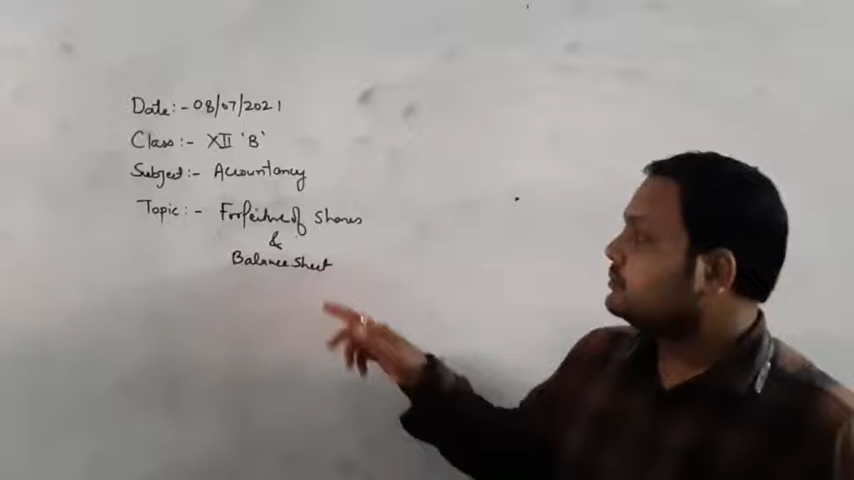 Date:- 08/07/2021
Class:- XII 'B'
Subject:- Accountancy
Topic:- Forfeiture of Shares
&
Balance Sheet